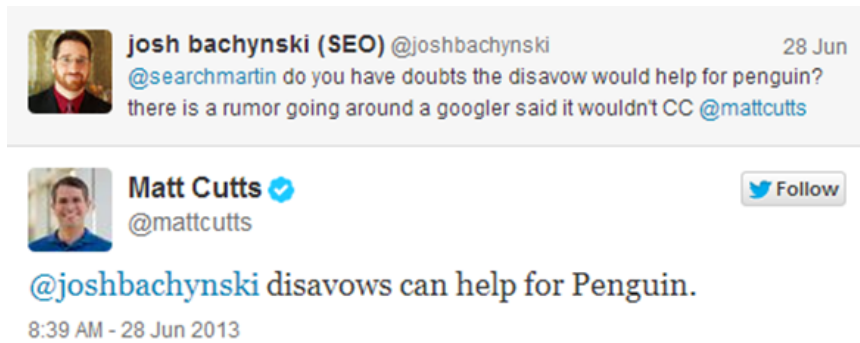 josh bachynski (SEO) @joshbachynski 28 Jun
@searchmartin do you have doubts the disavow would help for penguin?
there is a rumor going around a googler said it wouldn't CC @mattcutts
Matt Cutts
Follow
@mattcutts
@joshbachynski disavows can help for Penguin.
8:39 AM - 28 Jun 2013